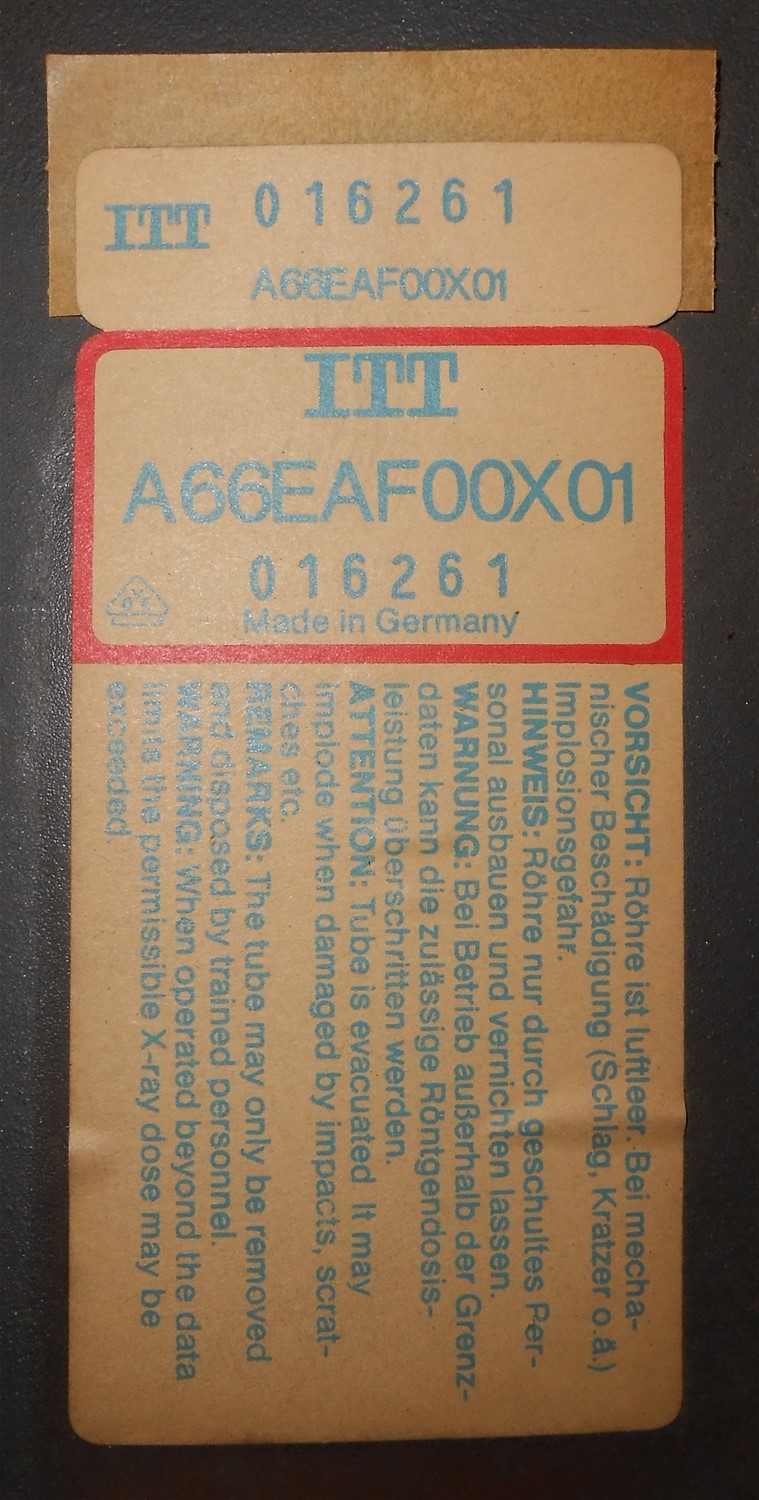 ITT 016261
A66EAF00X01
ITT
A66EAF00X01
016261
Made in Germany
VORSICHT: Röhre ist luftleer. Bei mecha-
nischer Beschädigung (Schlag, Kratzer o.ä.)
Implosionsgefahr.
HINWEIS: Röhre nur durch geschultes Per-
sonal ausbauen und vernichten lassen.
WARNUNG: Bei Betrieb außerhalb der Grenz-
daten kann die zulässige Röntgendosis-
leistung überschritten werden.
ATTENTION: Tube is evacuated It may
implode when damaged by impacts, scrat-
ches etc.
REMARKS: The tube may only be removed
and disposed by trained personnel.
WARNING: When operated beyond the data
limits the permissible X-ray dose may be
exceeded.